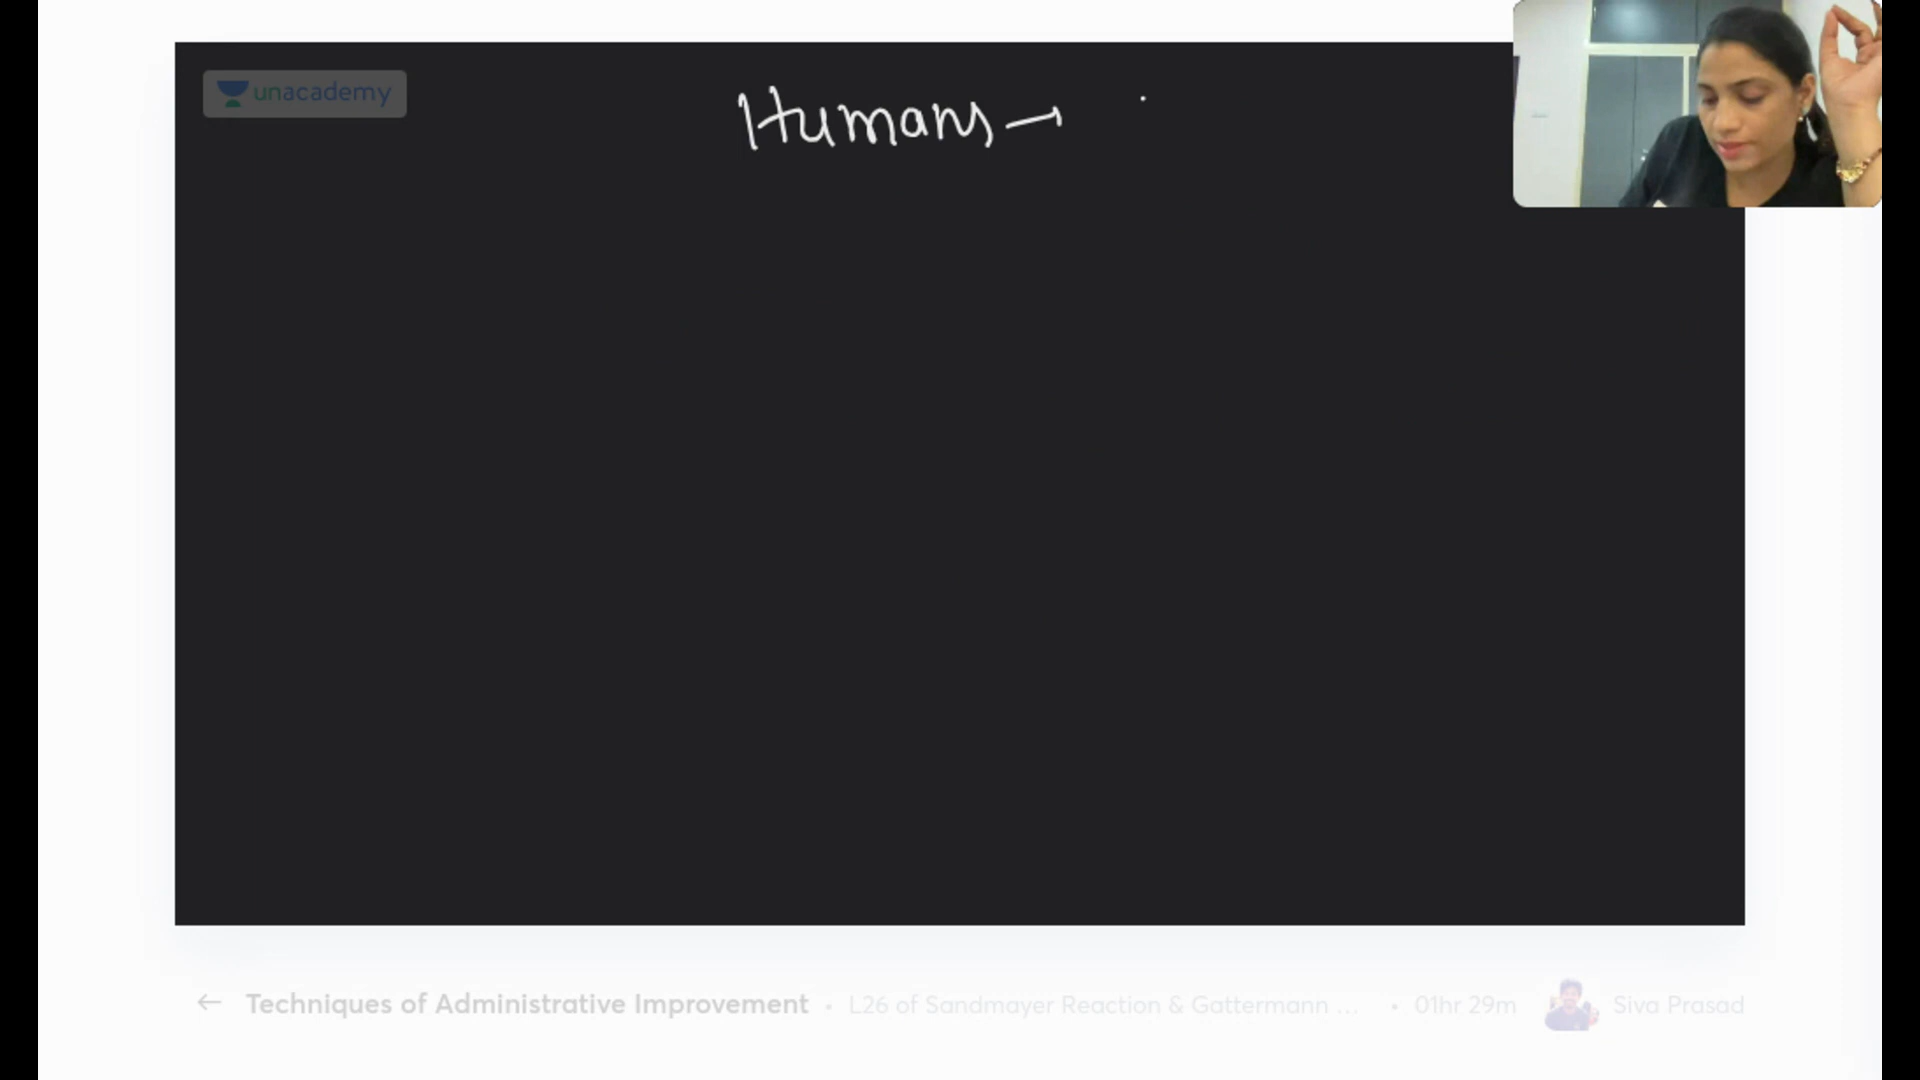 unacademy
Humans →
← Techniques of Administrative Improvement • L26 of Sandmayer Reaction & Gattermann ... • 01hr 29m Siva Prasad